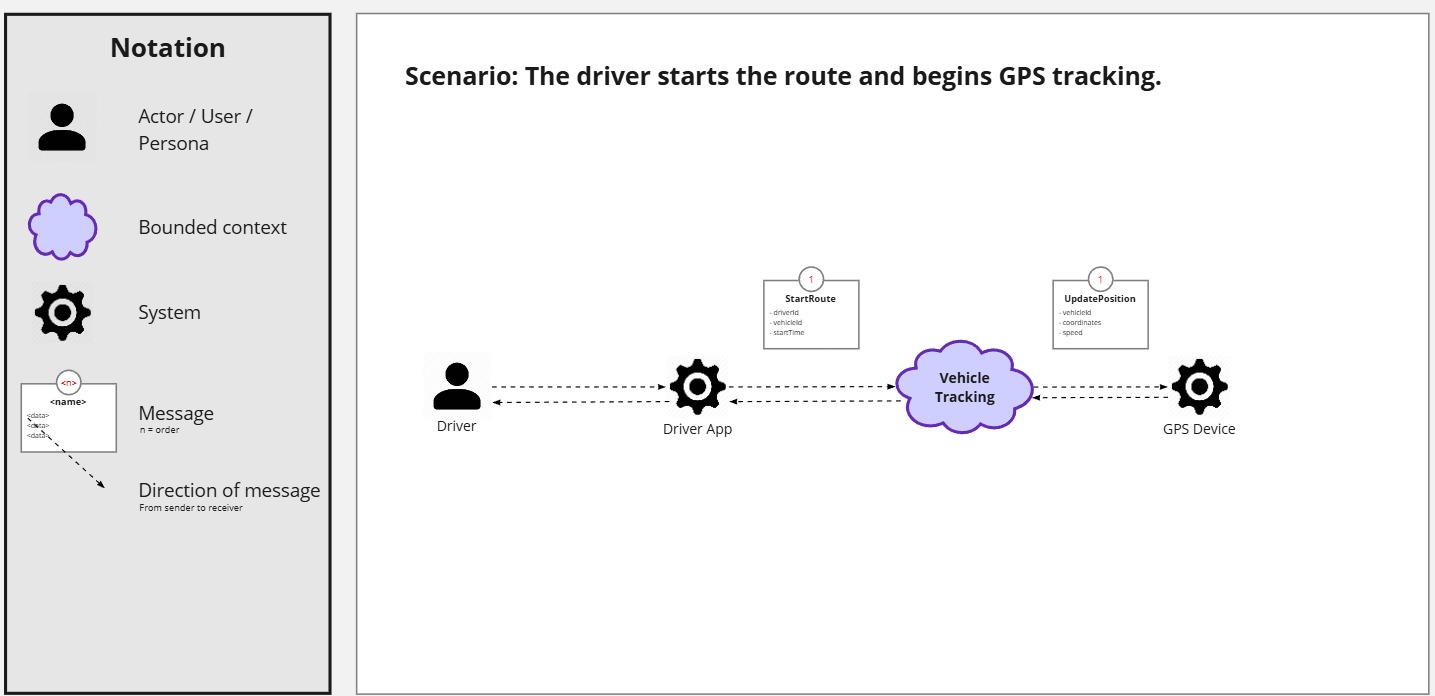 Notation
Actor / User /
Persona
Bounded context
System
<n>
<name>
<data>
<data>
<data>
Message
n = order
Direction of message
From sender to receiver
Scenario: The driver starts the route and begins GPS tracking.
1
StartRoute
- driverId
- vehicleId
- startTime
1
UpdatePosition
- vehicleId
- coordinates
- speed
Driver
Driver App
Vehicle
Tracking
GPS Device